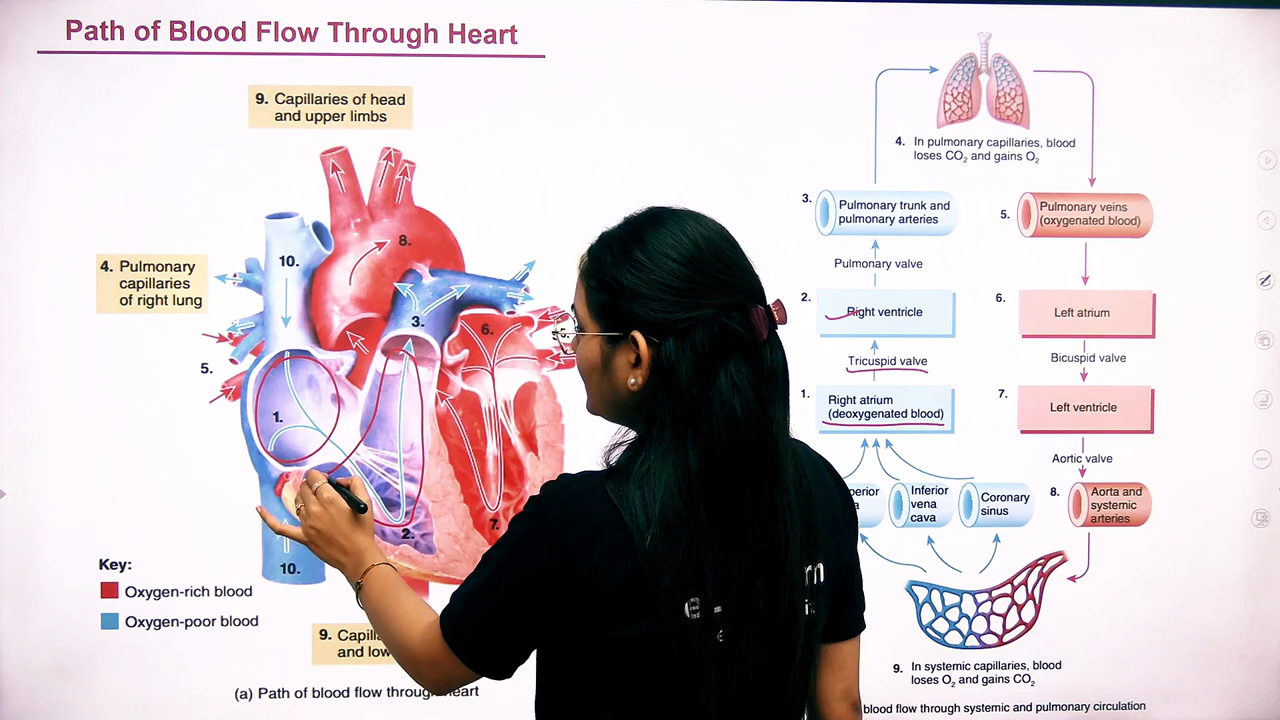 Path of Blood Flow Through Heart
9. Capillaries of head
and upper limbs
4. Pulmonary
capillaries
of right lung
10.
8.
3.
6.
5.
1.
2.
7.
10.
Key:
Oxygen-rich blood
Oxygen-poor blood
9.
and
(a) Path of blood flow through heart
4. In pulmonary capillaries, blood
loses CO2 and gains O2
3. Pulmonary trunk and
pulmonary arteries
Pulmonary valve
2. Right ventricle
Tricuspid valve
1. Right atrium
(deoxygenated blood)
Inferior
vena
cava
Coronary
sinus
5. Pulmonary veins
(oxygenated blood)
6. Left atrium
Bicuspid valve
7. Left ventricle
Aortic valve
8. Aorta and
systemic
arteries
9. In systemic capillaries, blood
loses O2 and gains CO2
blood flow through systemic and pulmonary circulation